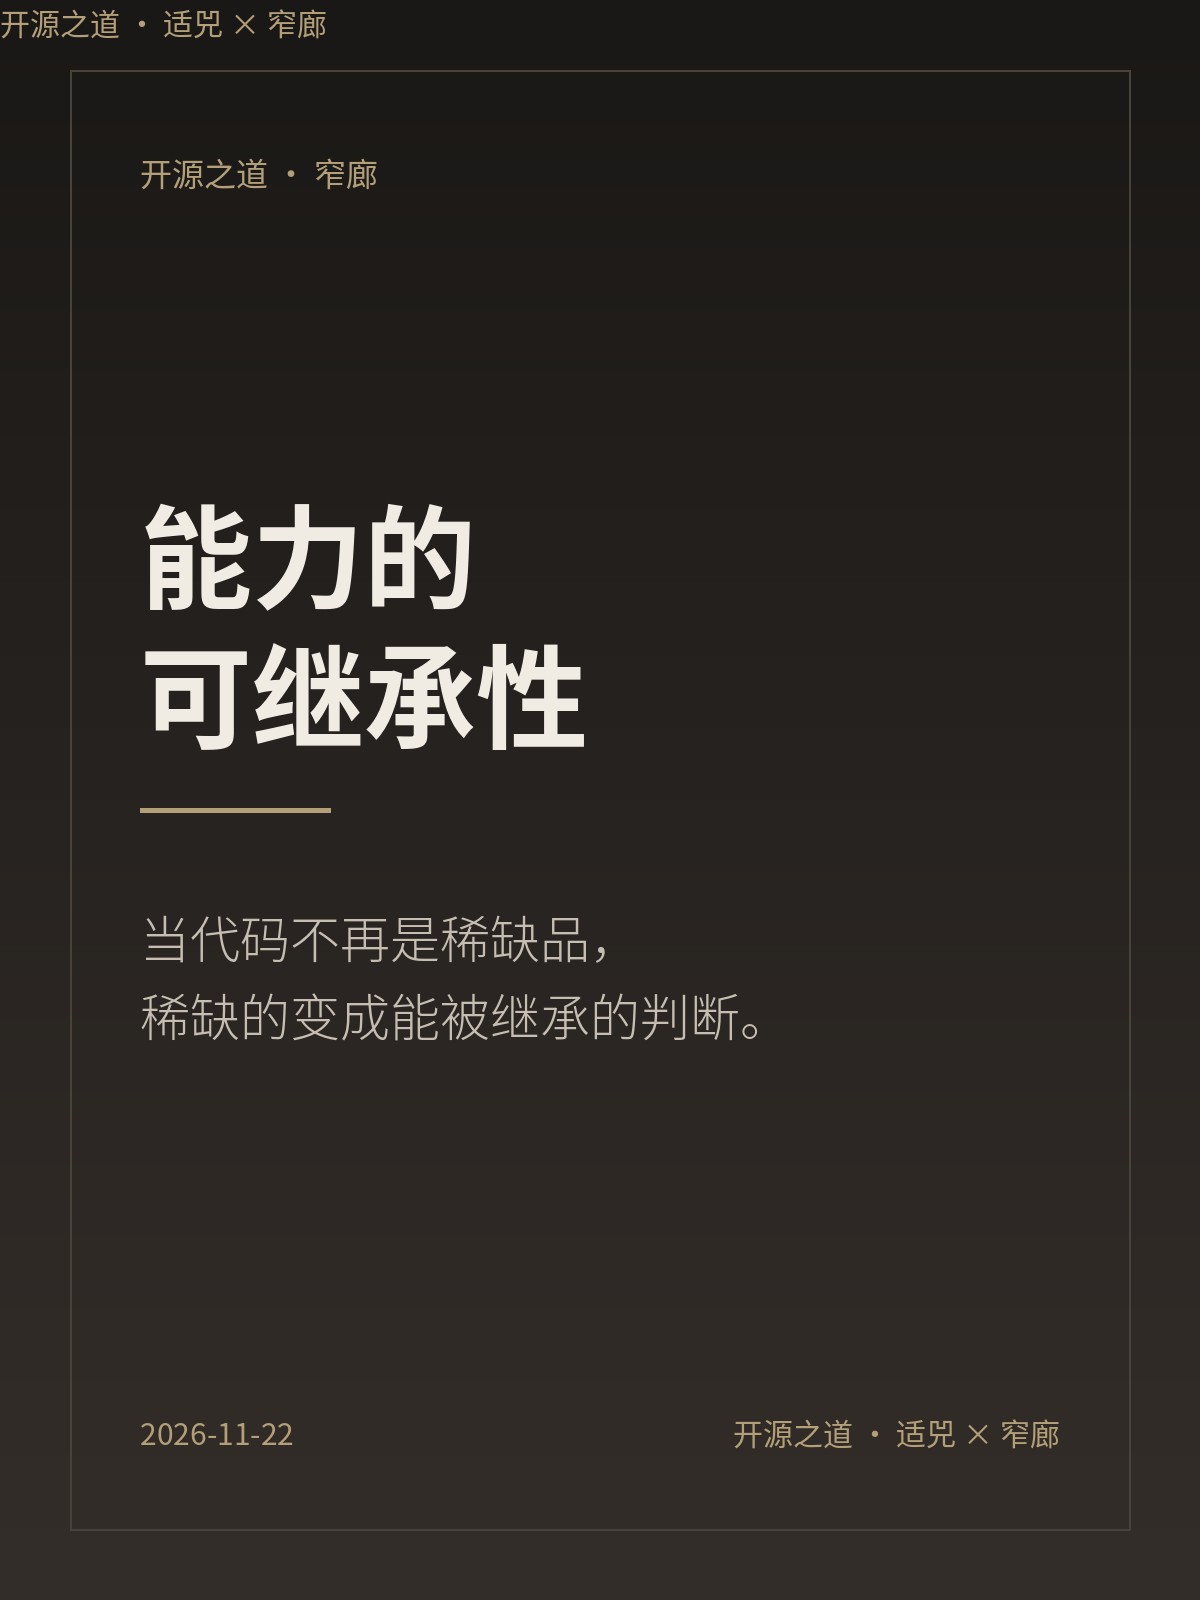 开源之道 · 适兕 × 窄廊
开源之道 · 窄廊
能力的
可继承性
当代码不再是稀缺品，
稀缺的变成能被继承的判断。
2026-11-22
开源之道 · 适兕 × 窄廊